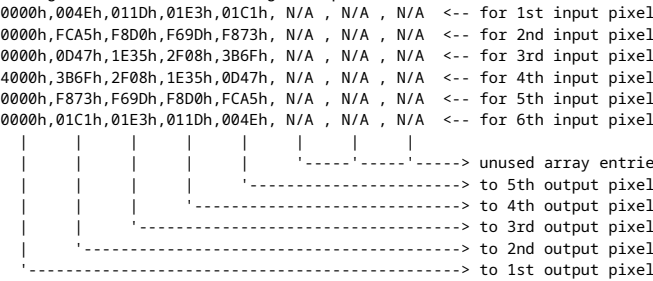 0000h,004Eh,011Dh,01E3h,01C1h, N/A , N/A , N/A  <-- for 1st input pixel
0000h,FCA5h,F8D0h,F69Dh,F873h, N/A , N/A , N/A  <-- for 2nd input pixel
0000h,0D47h,1E35h,2F08h,3B6Fh, N/A , N/A , N/A  <-- for 3rd input pixel
4000h,3B6Fh,2F08h,1E35h,0D47h, N/A , N/A , N/A  <-- for 4th input pixel
0000h,F873h,F69Dh,F8D0h,FCA5h, N/A , N/A , N/A  <-- for 5th input pixel
0000h,01C1h,01E3h,011Dh,004Eh, N/A , N/A , N/A  <-- for 6th input pixel
  |     |     |     |     |     |     |     |
  |     |     |     |     |     '-----'-----'-----> unused array entrie
  |     |     |     |     '-----------------------> to 5th output pixel
  |     |     |     '-----------------------------> to 4th output pixel
  |     |     '-----------------------------------> to 3rd output pixel
  |     '-----------------------------------------> to 2nd output pixel
  '-----------------------------------------------> to 1st output pixel